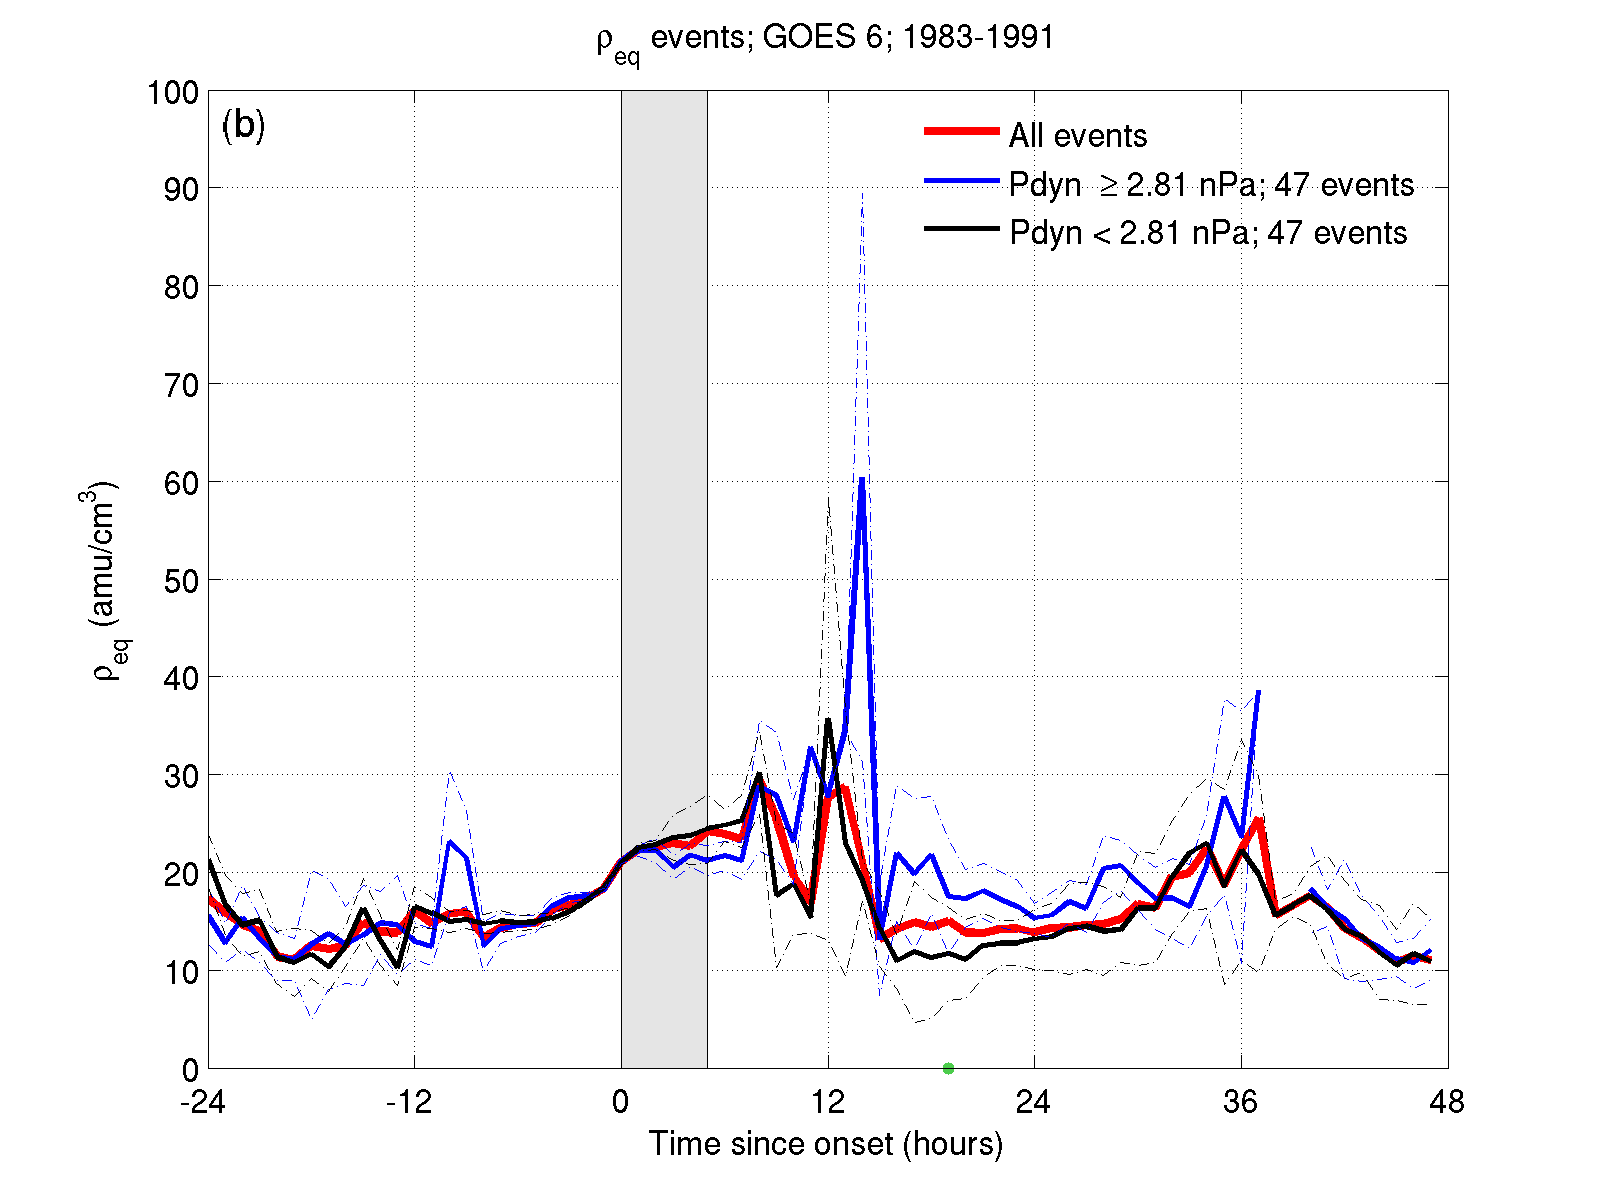 ρeq events; GOES 6; 1983-1991
(b)
All events
Pdyn ≥ 2.81 nPa; 47 events
Pdyn < 2.81 nPa; 47 events
100
90
80
70
60
50
40
30
20
10
0
ρeq (amu/cm³)
-24 -12 0 12 24 36 48
Time since onset (hours)